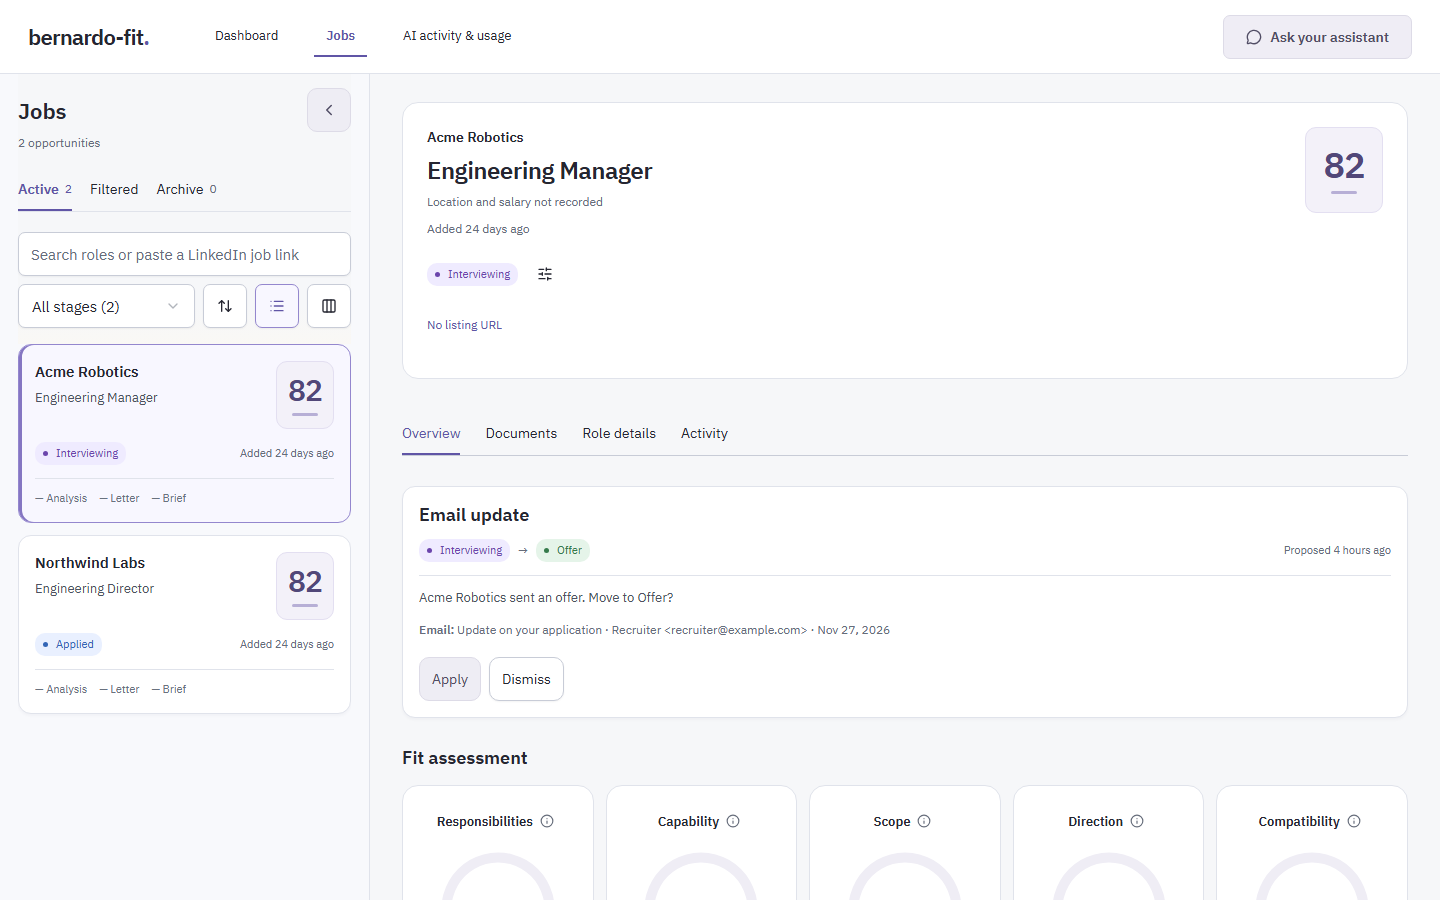 bernardo-fit.
Dashboard
Jobs
AI activity & usage
Ask your assistant
Jobs
2 opportunities
Active 2
Filtered
Archive 0
Search roles or paste a LinkedIn job link
All stages (2)
Acme Robotics
Engineering Manager
82
Interviewing
Added 24 days ago
— Analysis — Letter — Brief
Northwind Labs
Engineering Director
82
Applied
Added 24 days ago
— Analysis — Letter — Brief
Acme Robotics
Engineering Manager
Location and salary not recorded
Added 24 days ago
82
Interviewing
No listing URL
Overview
Documents
Role details
Activity
Email update
Interviewing → Offer
Proposed 4 hours ago
Acme Robotics sent an offer. Move to Offer?
Email: Update on your application · Recruiter <recruiter@example.com> · Nov 27, 2026
Apply
Dismiss
Fit assessment
Responsibilities
Capability
Scope
Direction
Compatibility